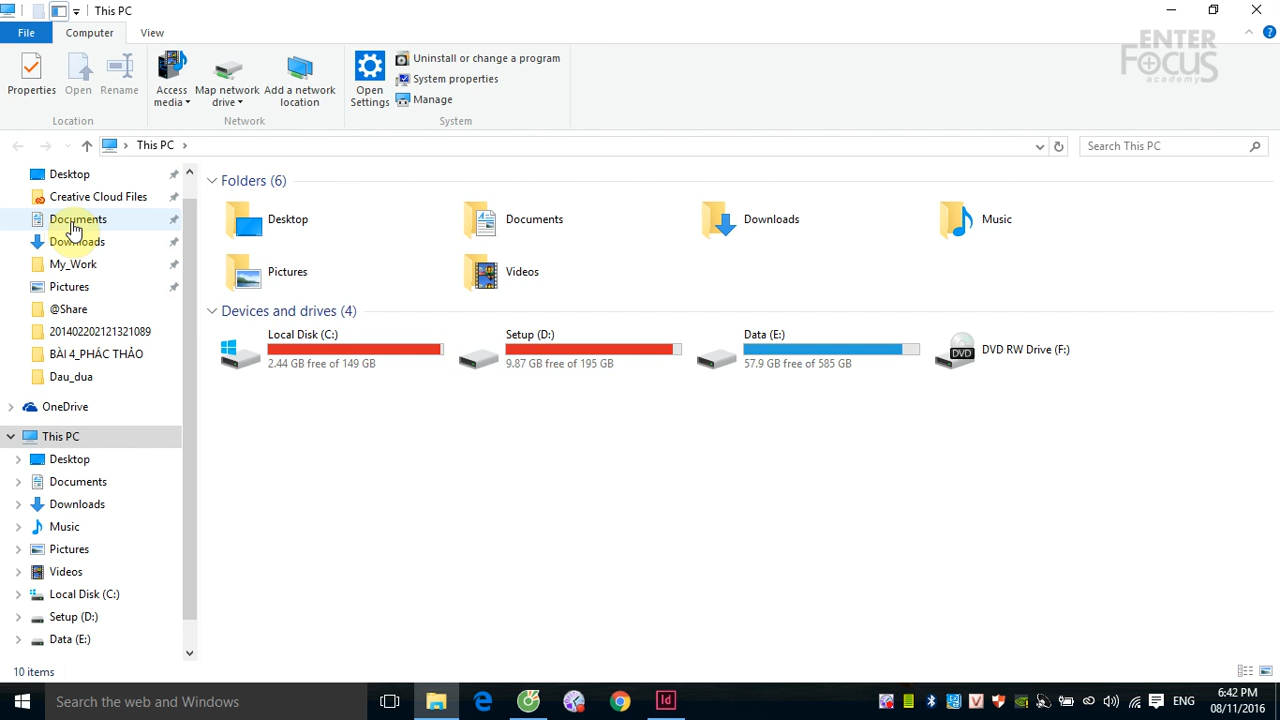 This PC
File
Computer
View
ENTER
FOCUS
academy
Properties
Open
Rename
Access media
Map network drive
Add a network location
Open Settings
Uninstall or change a program
System properties
Manage
Location
Network
System
This PC
Search This PC
Desktop
Creative Cloud Files
Documents
Downloads
My_Work
Pictures
@Share
201402202121321089
BÀI 4_PHÁC THẢO
Dau_dua
OneDrive
This PC
Desktop
Documents
Downloads
Music
Pictures
Videos
Local Disk (C:)
Setup (D:)
Data (E:)
Folders (6)
Desktop
Documents
Downloads
Music
Pictures
Videos
Devices and drives (4)
Local Disk (C:)
2.44 GB free of 149 GB
Setup (D:)
9.87 GB free of 195 GB
Data (E:)
57.9 GB free of 585 GB
DVD
DVD RW Drive (F:)
10 items
Search the web and Windows
Id
ENG
6:42 PM
08/11/2016